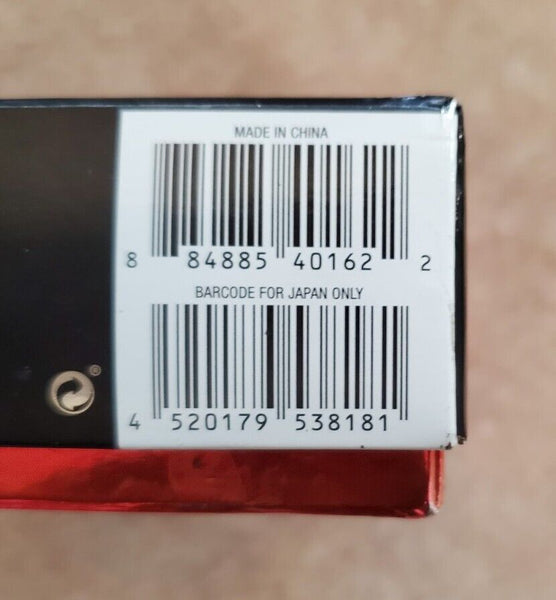 MADE IN CHINA
8 84885 40162 2
BARCODE FOR JAPAN ONLY
4 520179 538181